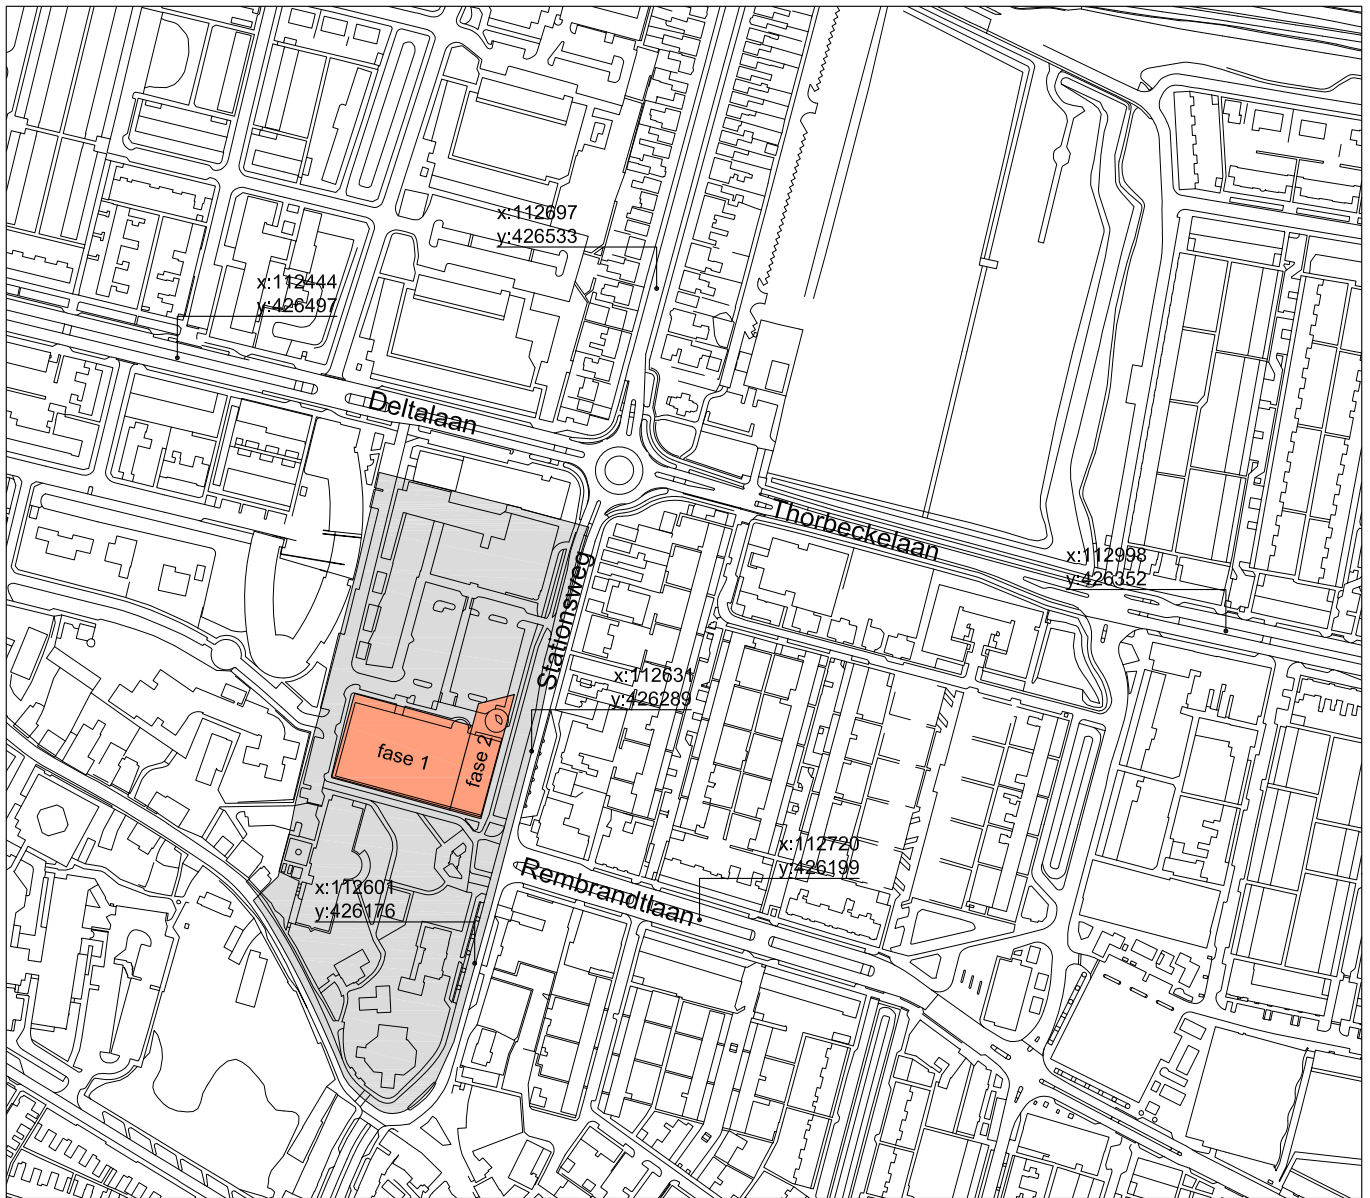 x:112697
y:426533
x:112444
y:426497
Deltalaan
Thorbeckelaan
x:112998
y:426352
Stationsweg
x:112631
y:426289
fase 1
fase 2
x:112720
y:426199
Rembrandtlaan
x:112601
y:426176